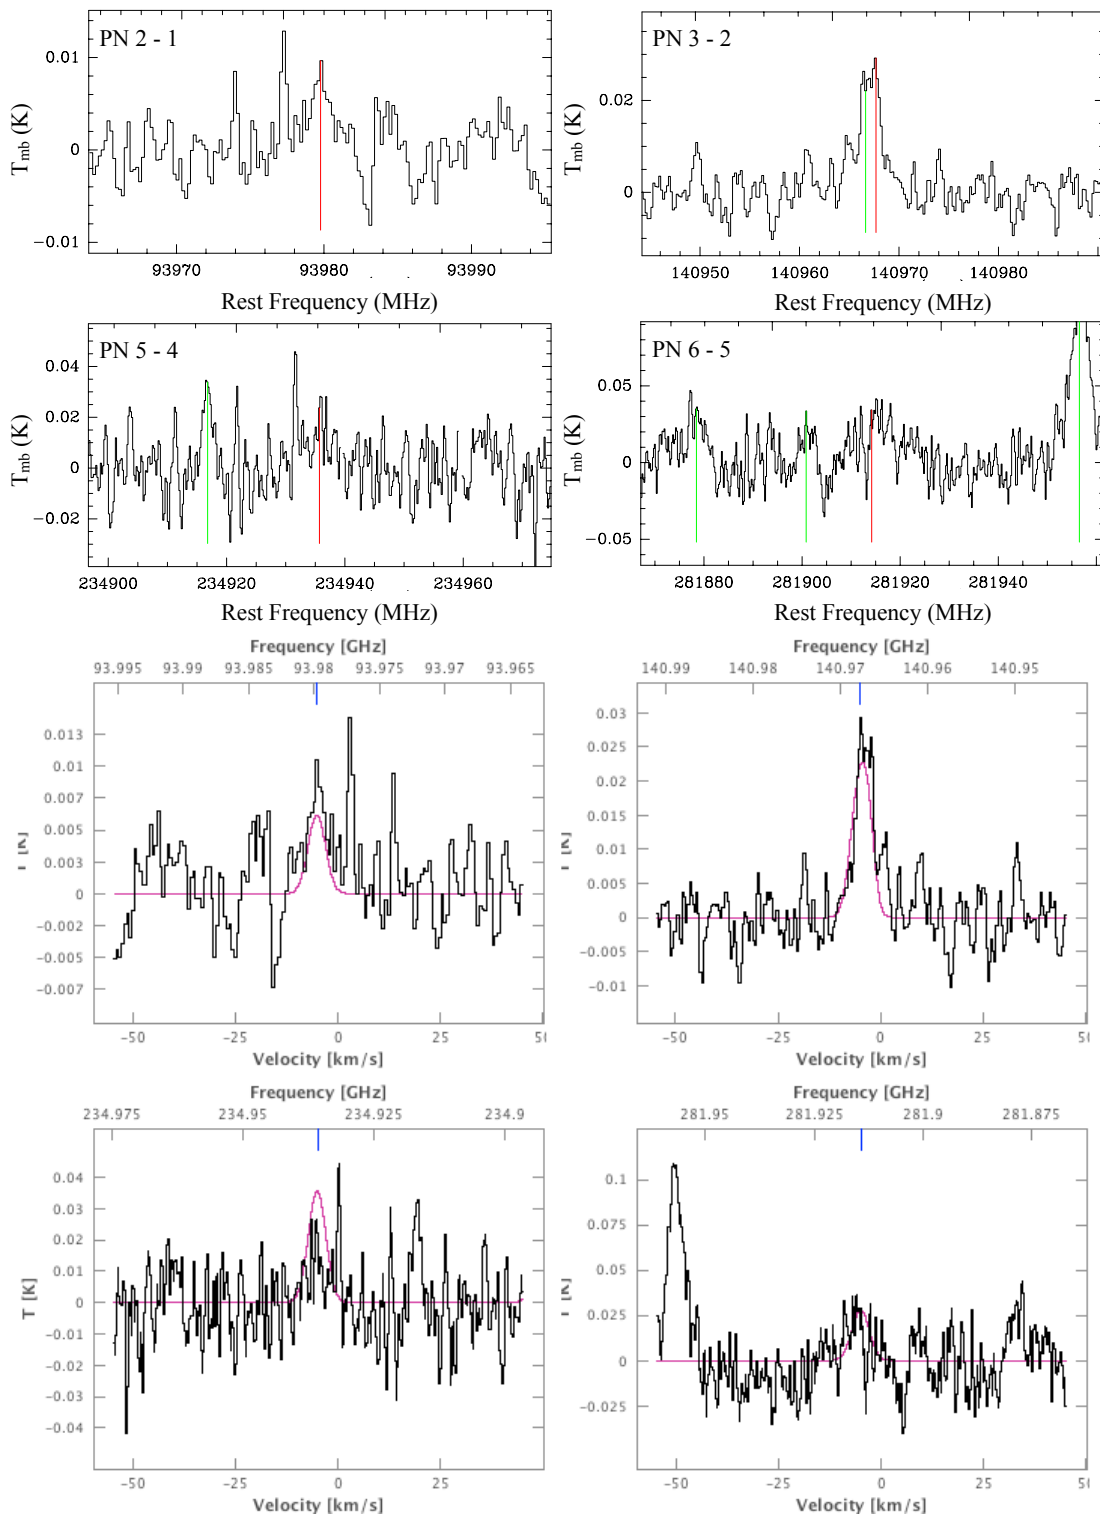 PN 2 - 1
0.01
0
−0.01
T mb (K)
93970 93980 93990
Rest Frequency (MHz)
PN 3 - 2
0.02
0
T mb (K)
140950 140960 140970 140980
Rest Frequency (MHz)
PN 5 - 4
0.04
0.02
0
−0.02
T mb (K)
234900 234920 234940 234960
Rest Frequency (MHz)
PN 6 - 5
0.05
0
−0.05
T mb (K)
281880 281900 281920 281940
Rest Frequency (MHz)
Frequency [GHz]
93.995 93.99 93.985 93.98 93.975 93.97 93.965
0.013
0.01
0.007
0.005
0.003
0
−0.002
−0.005
−0.007
[K]
−50 −25 0 25
Velocity [km/s]
Frequency [GHz]
140.99 140.98 140.97 140.96 140.95
0.03
0.025
0.02
0.015
0.01
0.005
0
−0.005
−0.01
[K]
−50 −25 0 25
Velocity [km/s]
Frequency [GHz]
234.975 234.95 234.925 234.9
0.04
0.03
0.02
0.01
0
−0.01
−0.02
−0.03
−0.04
T [K]
−50 −25 0 25
Velocity [km/s]
Frequency [GHz]
281.95 281.925 281.9 281.875
0.1
0.075
0.05
0.025
0
−0.025
[K]
−50 −25 0 25
Velocity [km/s]